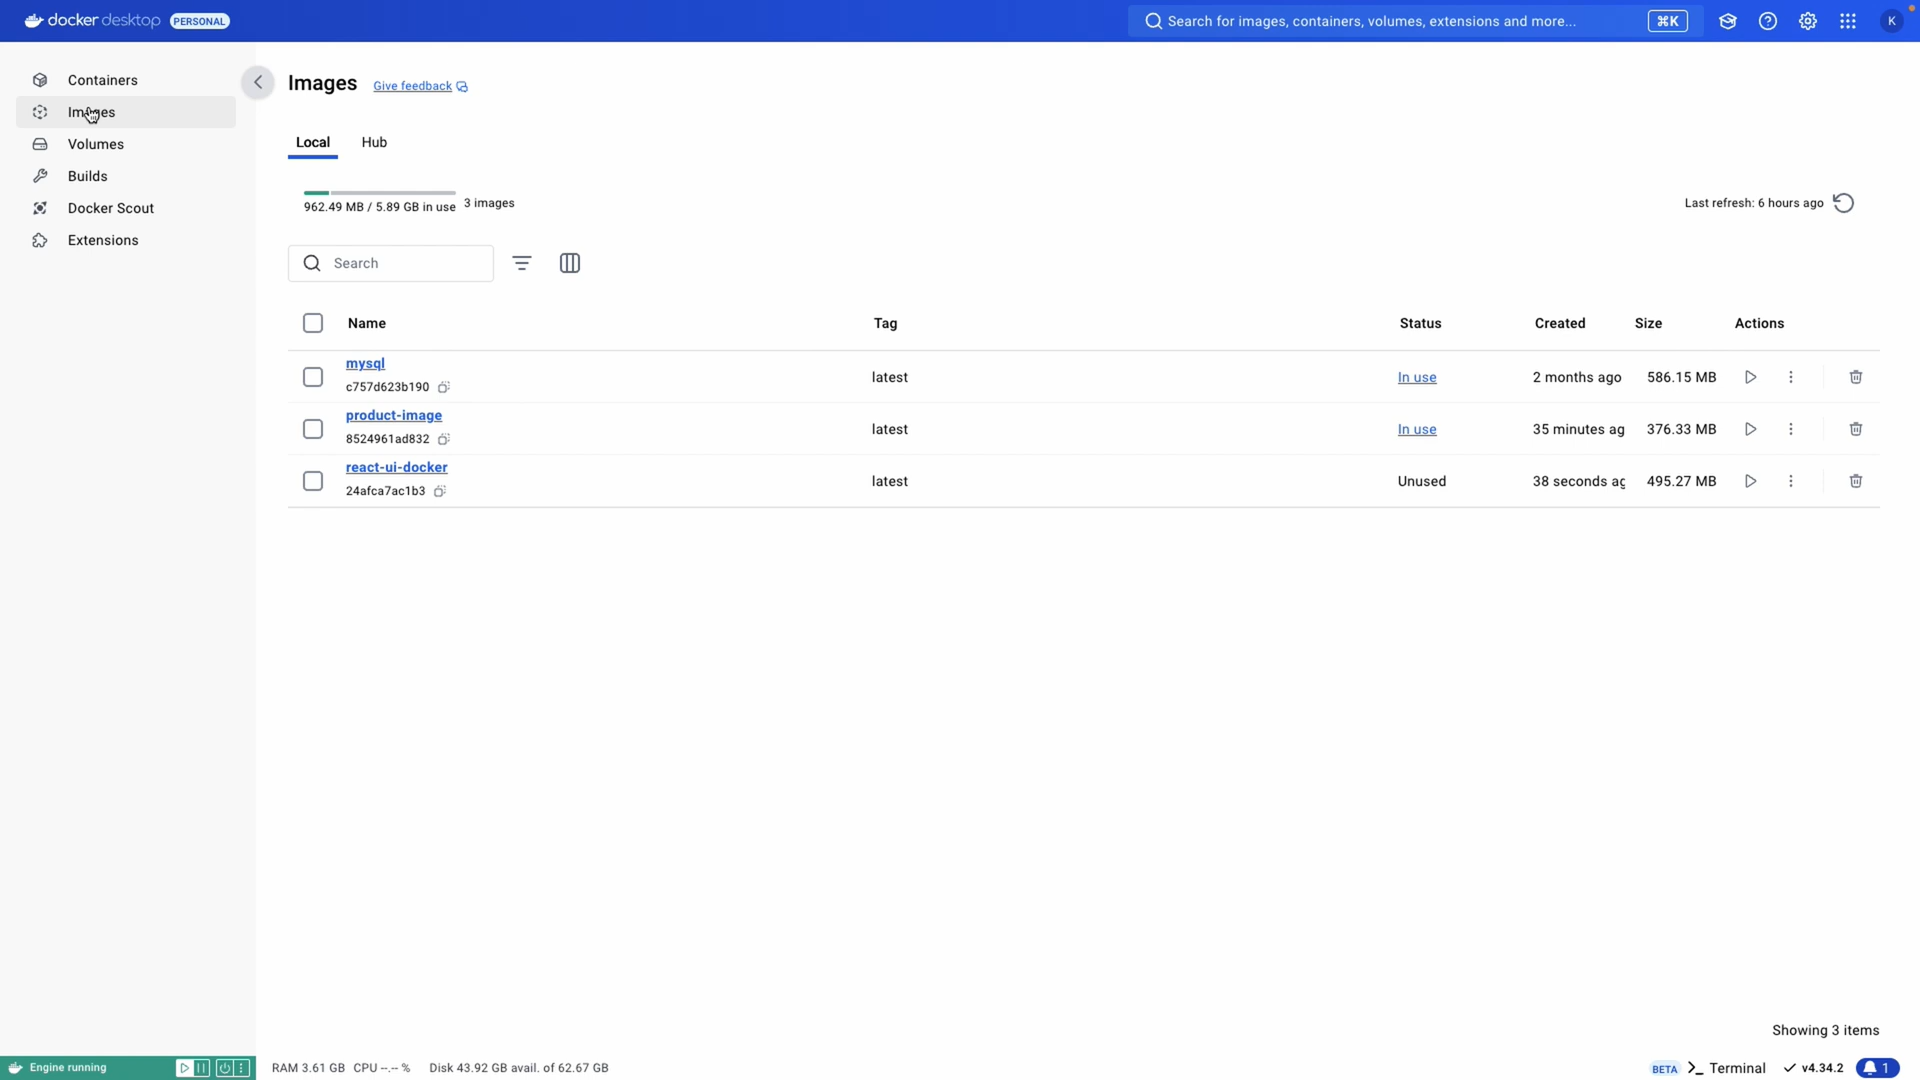 docker desktop PERSONAL
Search for images, containers, volumes, extensions and more... ⌘K
K
Containers
Images
Volumes
Builds
Docker Scout
Extensions
Images Give feedback
Local Hub
962.49 MB / 5.89 GB in use 3 images
Last refresh: 6 hours ago
Search
Name Tag Status Created Size Actions
mysql
c757d623b190
latest In use 2 months ago 586.15 MB
product-image
8524961ad832
latest In use 35 minutes ag 376.33 MB
react-ui-docker
24afca7ac1b3
latest Unused 38 seconds ag 495.27 MB
Showing 3 items
Engine running
RAM 3.61 GB CPU --.-- % Disk 43.92 GB avail. of 62.67 GB
BETA >_ Terminal v4.34.2 1